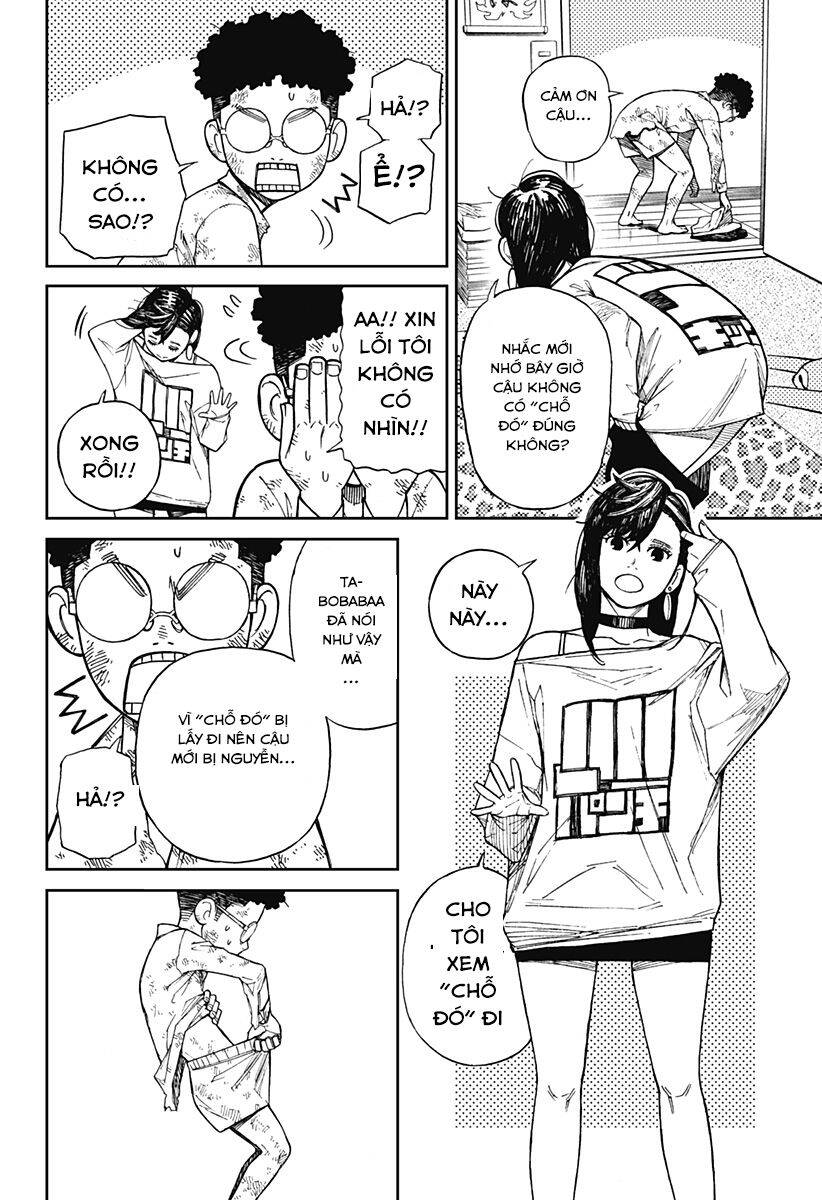 CẢM ƠN
CẬU...
NHẮC MỚI
NHỚ BÂY GIỜ
CẬU KHÔNG
CÓ "CHỖ
ĐÓ" ĐÚNG
KHÔNG?
HẢ!?
Ể!?
KHÔNG
CÓ...
SAO!?
AA!! XIN
LỖI TÔI
KHÔNG
CÓ
NHÌN!!
XONG
RỒI!!
NÀY
NÀY...
CHO
TÔI
XEM
"CHỖ
ĐÓ" ĐI
TA-
BOBABAA
ĐÃ NÓI
NHƯ VẬY
MÀ
...
VÌ "CHỖ ĐÓ" BỊ
LẤY ĐI NÊN CẬU
MỚI BỊ NGUYỀN...
HẢ!?